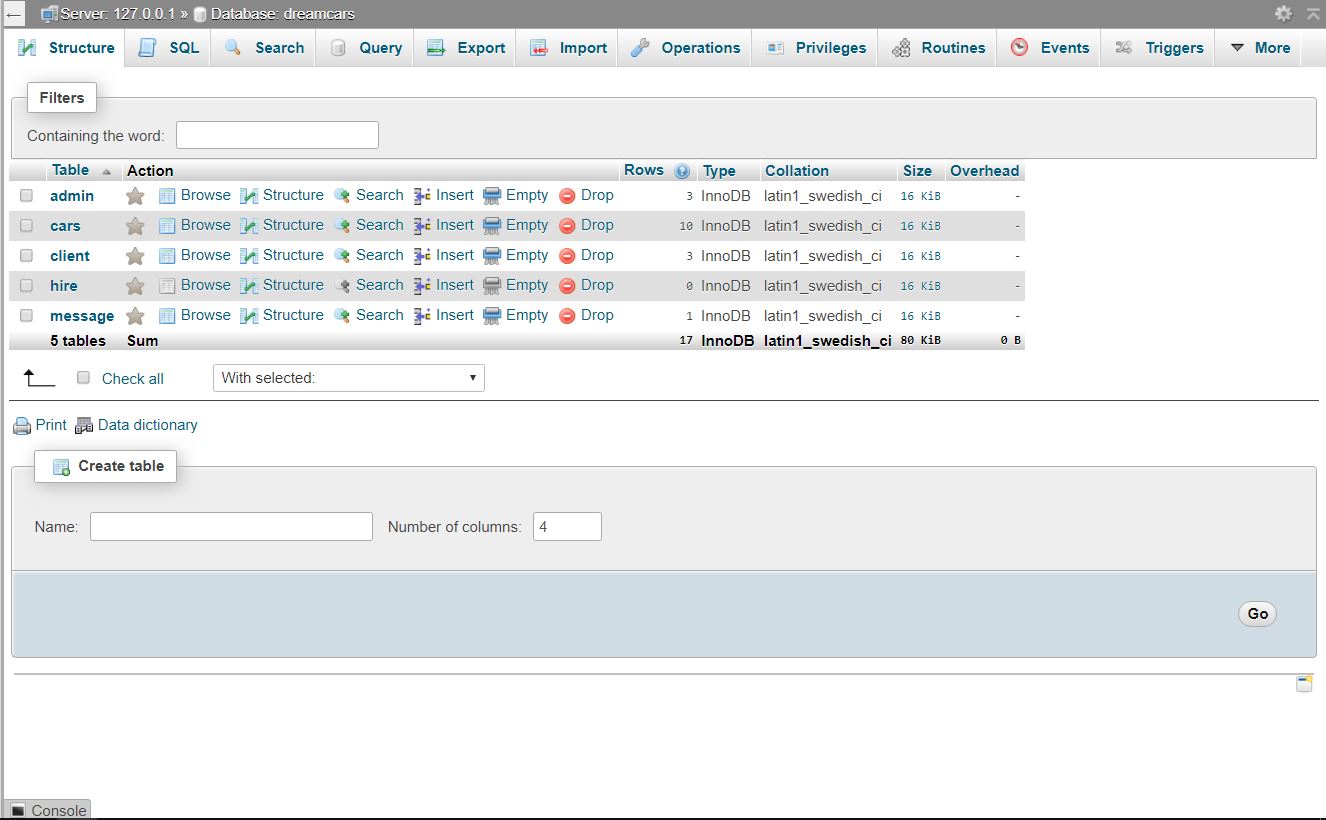 Server: 127.0.0.1 » Database: dreamcars
Structure SQL Search Query Export Import Operations Privileges Routines Events Triggers More
Filters
Containing the word:
Table Action Rows Type Collation Size Overhead
admin Browse Structure Search Insert Empty Drop 3 InnoDB latin1_swedish_ci 16 KiB -
cars Browse Structure Search Insert Empty Drop 10 InnoDB latin1_swedish_ci 16 KiB -
client Browse Structure Search Insert Empty Drop 3 InnoDB latin1_swedish_ci 16 KiB -
hire Browse Structure Search Insert Empty Drop 0 InnoDB latin1_swedish_ci 16 KiB -
message Browse Structure Search Insert Empty Drop 1 InnoDB latin1_swedish_ci 16 KiB -
5 tables Sum 17 InnoDB latin1_swedish_ci 80 KiB 0 B
Check all With selected:
Print Data dictionary
Create table
Name: Number of columns: 4
Go
Console